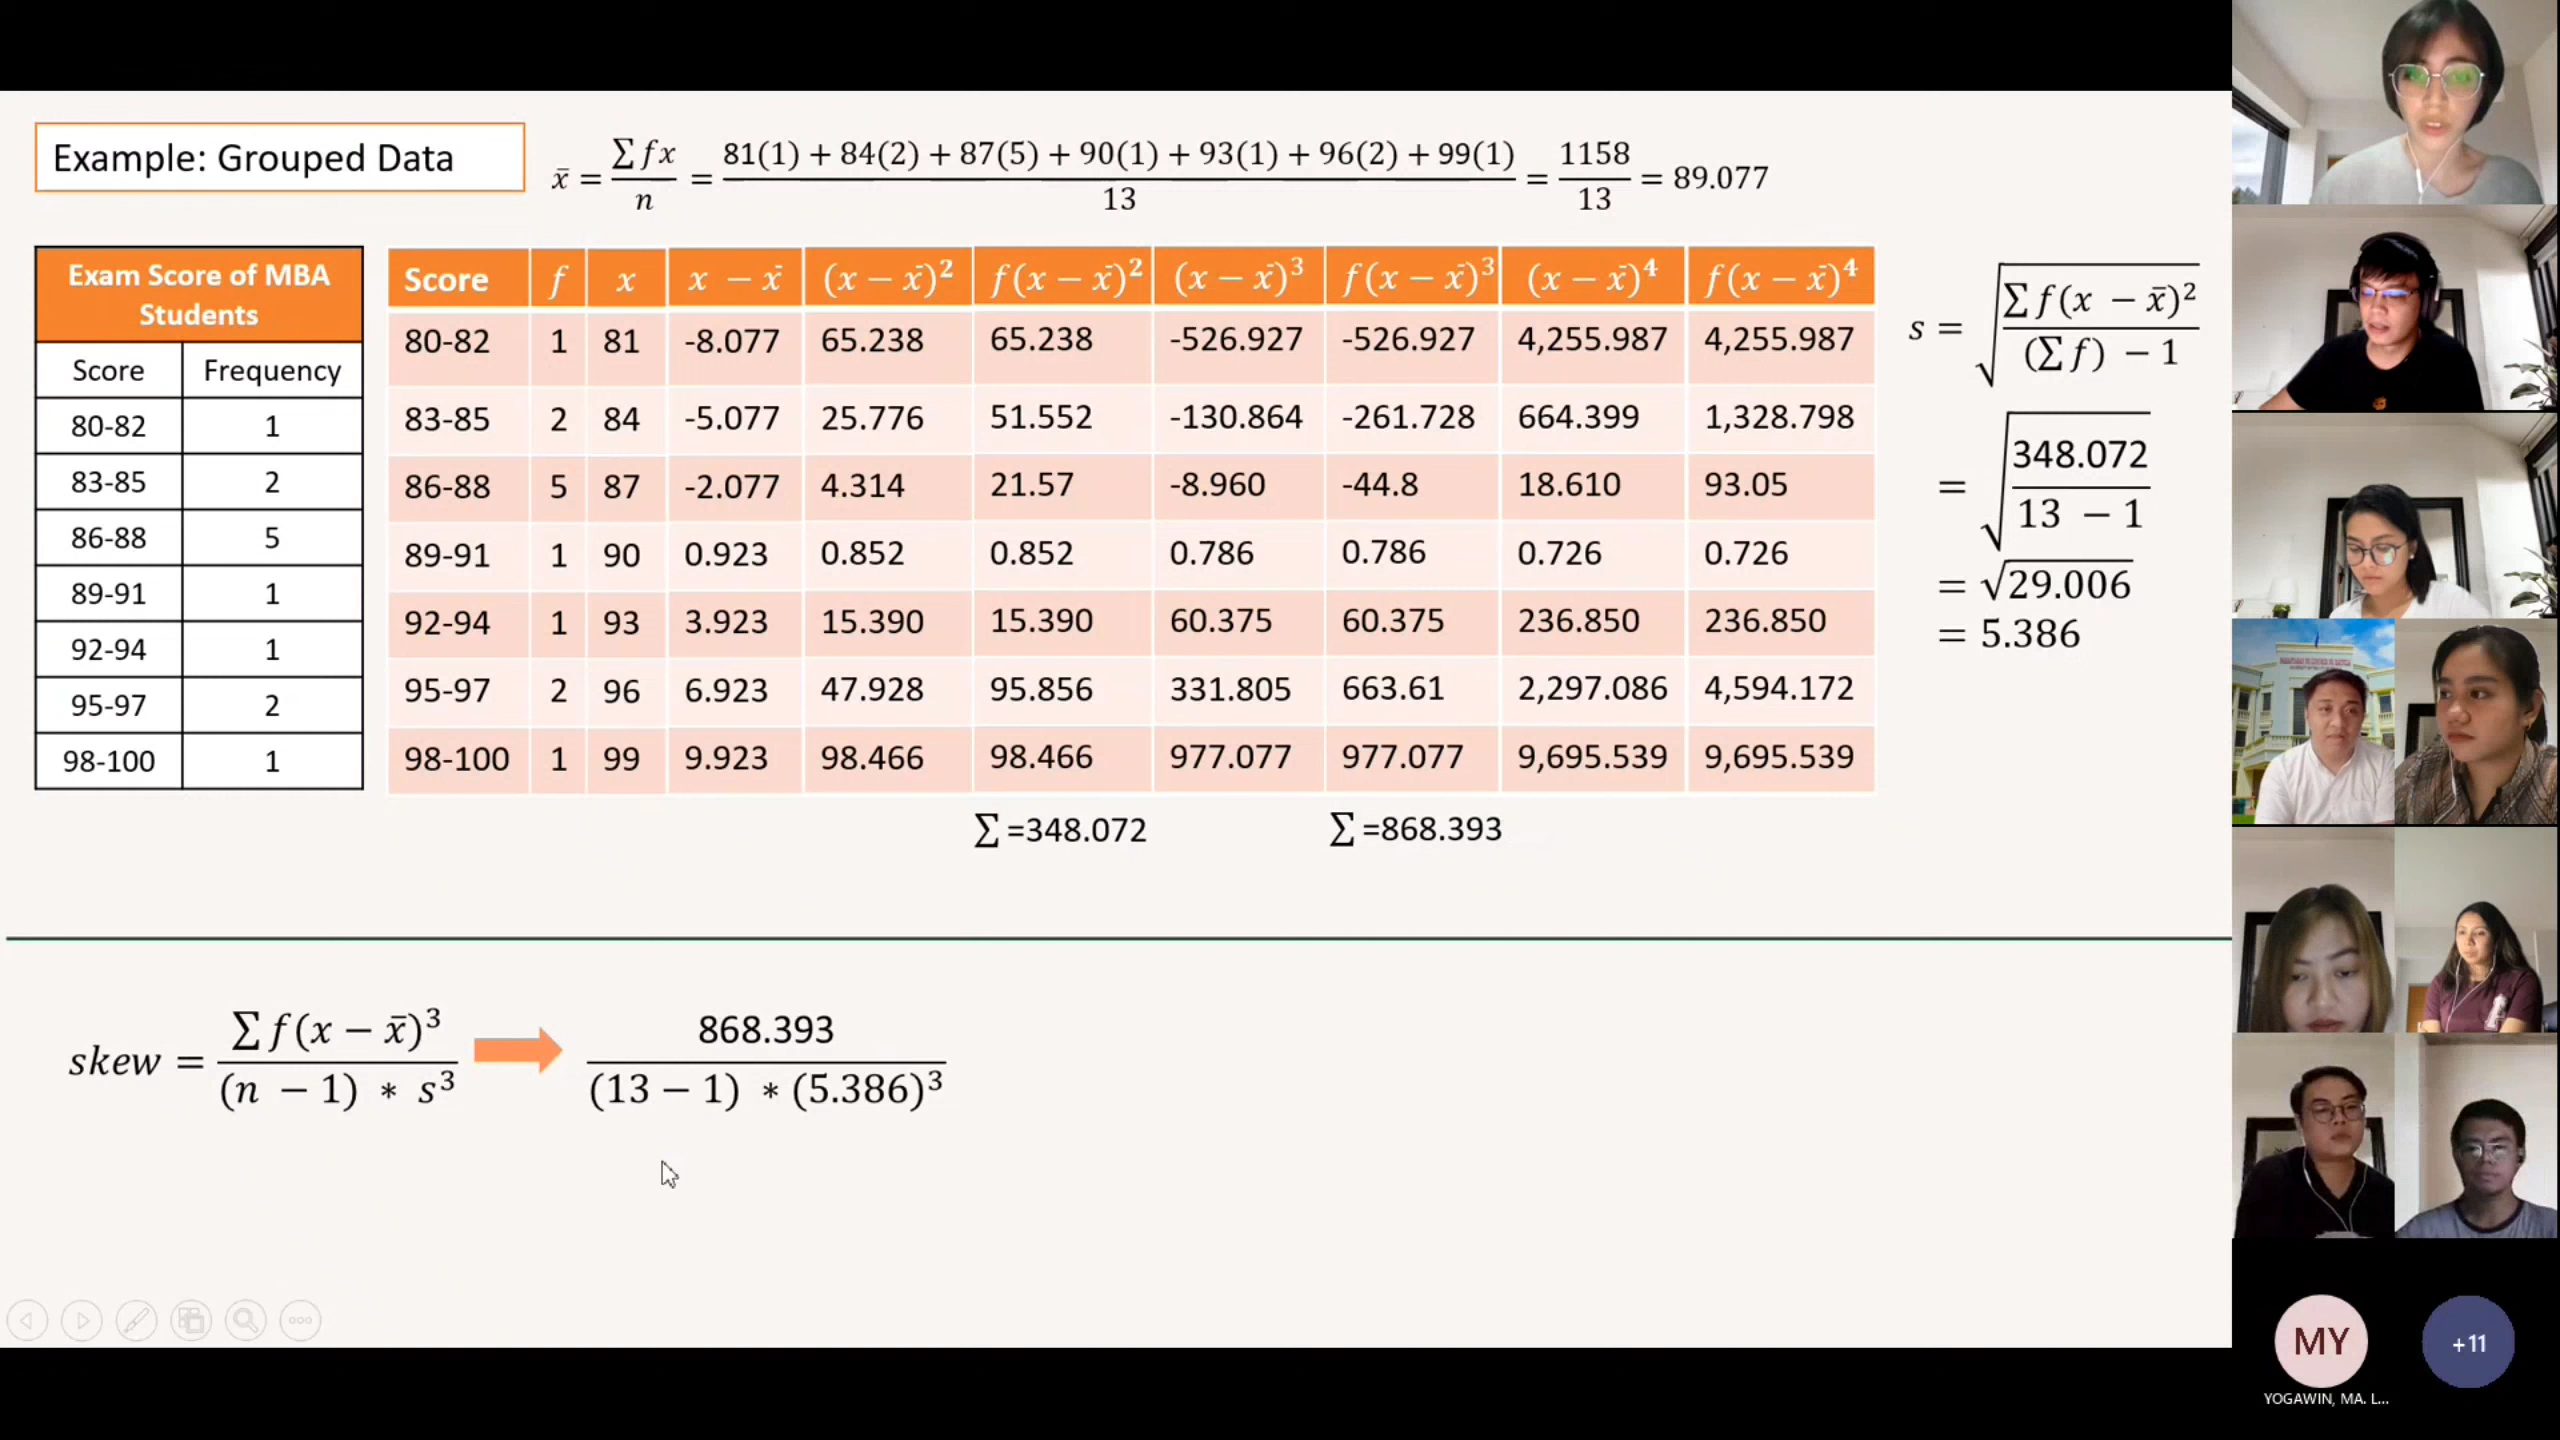 Example: Grouped Data
x̄ = ∑fx / n = 81(1) + 84(2) + 87(5) + 90(1) + 93(1) + 96(2) + 99(1) / 13 = 1158 / 13 = 89.077
Exam Score of MBA
Students
Score Frequency
80-82 1
83-85 2
86-88 5
89-91 1
92-94 1
95-97 2
98-100 1
Score f x x − x̄ (x − x̄)² f(x − x̄)² (x − x̄)³ f(x − x̄)³ (x − x̄)⁴ f(x − x̄)⁴
80-82 1 81 -8.077 65.238 65.238 -526.927 -526.927 4,255.987 4,255.987
83-85 2 84 -5.077 25.776 51.552 -130.864 -261.728 664.399 1,328.798
86-88 5 87 -2.077 4.314 21.57 -8.960 -44.8 18.610 93.05
89-91 1 90 0.923 0.852 0.852 0.786 0.786 0.726 0.726
92-94 1 93 3.923 15.390 15.390 60.375 60.375 236.850 236.850
95-97 2 96 6.923 47.928 95.856 331.805 663.61 2,297.086 4,594.172
98-100 1 99 9.923 98.466 98.466 977.077 977.077 9,695.539 9,695.539
∑ =348.072 ∑ =868.393
s = √(∑f(x − x̄)² / (∑f) − 1)
= √(348.072 / 13 − 1)
= √29.006
= 5.386
skew = ∑f(x − x̄)³ / (n − 1) ∗ s³
868.393 / (13 − 1) ∗ (5.386)³
MY
+11
YOGAWIN, MA. L...